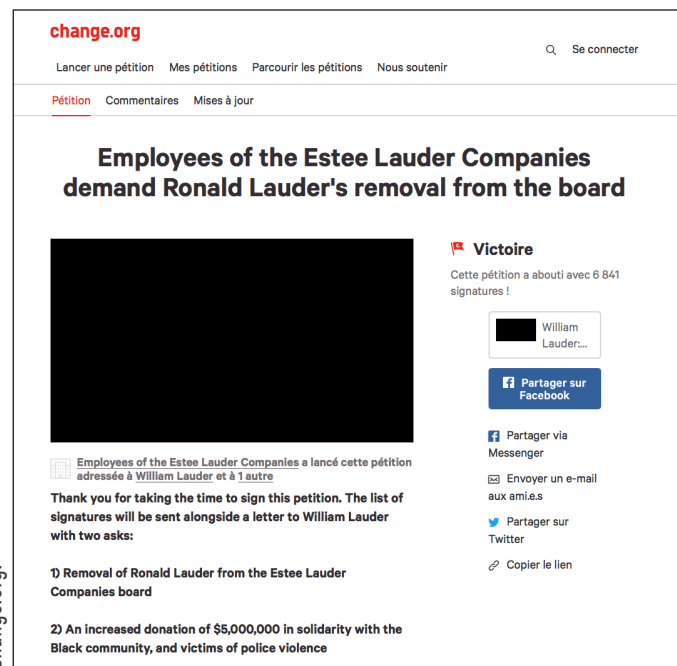 change.org
Se connecter
Lancer une pétition Mes pétitions Parcourir les pétitions Nous soutenir
Pétition Commentaires Mises à jour
Employees of the Estee Lauder Companies
demand Ronald Lauder's removal from the board
Victoire
Cette pétition a abouti avec 6 841
signatures !
William
Lauder:...
Partager sur
Facebook
Partager via
Messenger
Envoyer un e-mail
aux ami.e.s
Partager sur
Twitter
Copier le lien
Employees of the Estee Lauder Companies a lancé cette pétition
adressée à William Lauder et à 1 autre
Thank you for taking the time to sign this petition. The list of
signatures will be sent alongside a letter to William Lauder
with two asks:
1) Removal of Ronald Lauder from the Estee Lauder
Companies board
2) An increased donation of $5,000,000 in solidarity with the
Black community, and victims of police violence